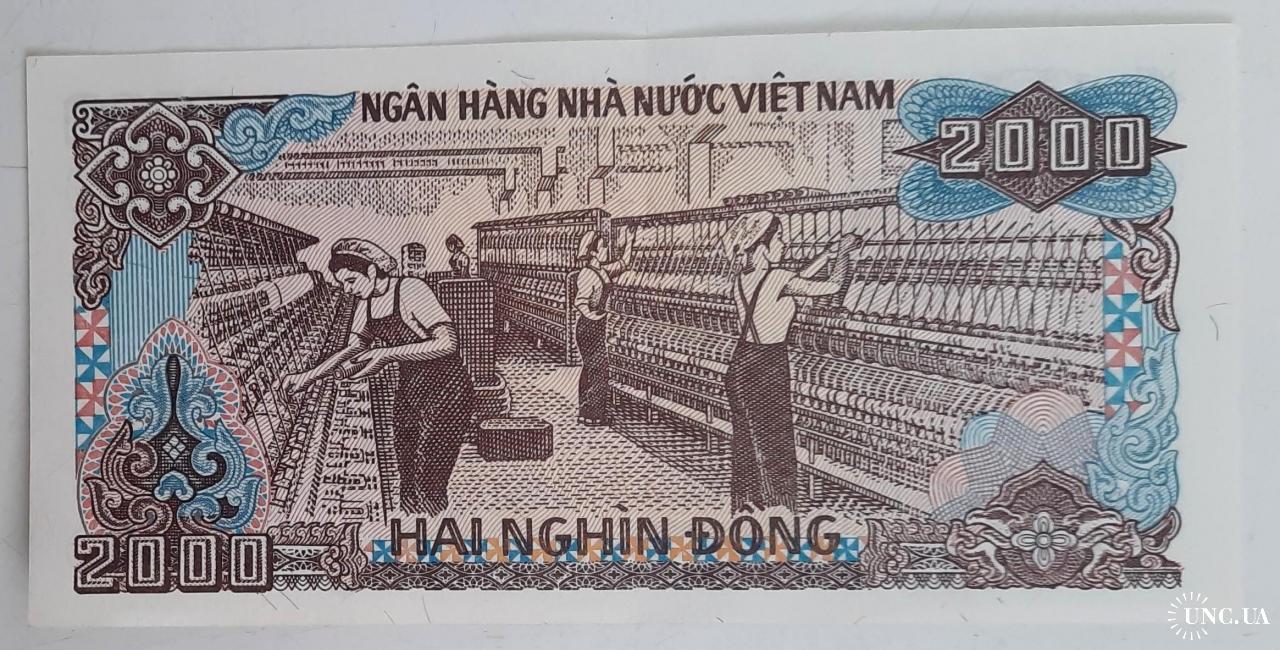 NGÂN HÀNG NHÀ NƯỚC VIỆT NAM
2000
HAI NGHÌN ĐỒNG
2000
UNC.UA